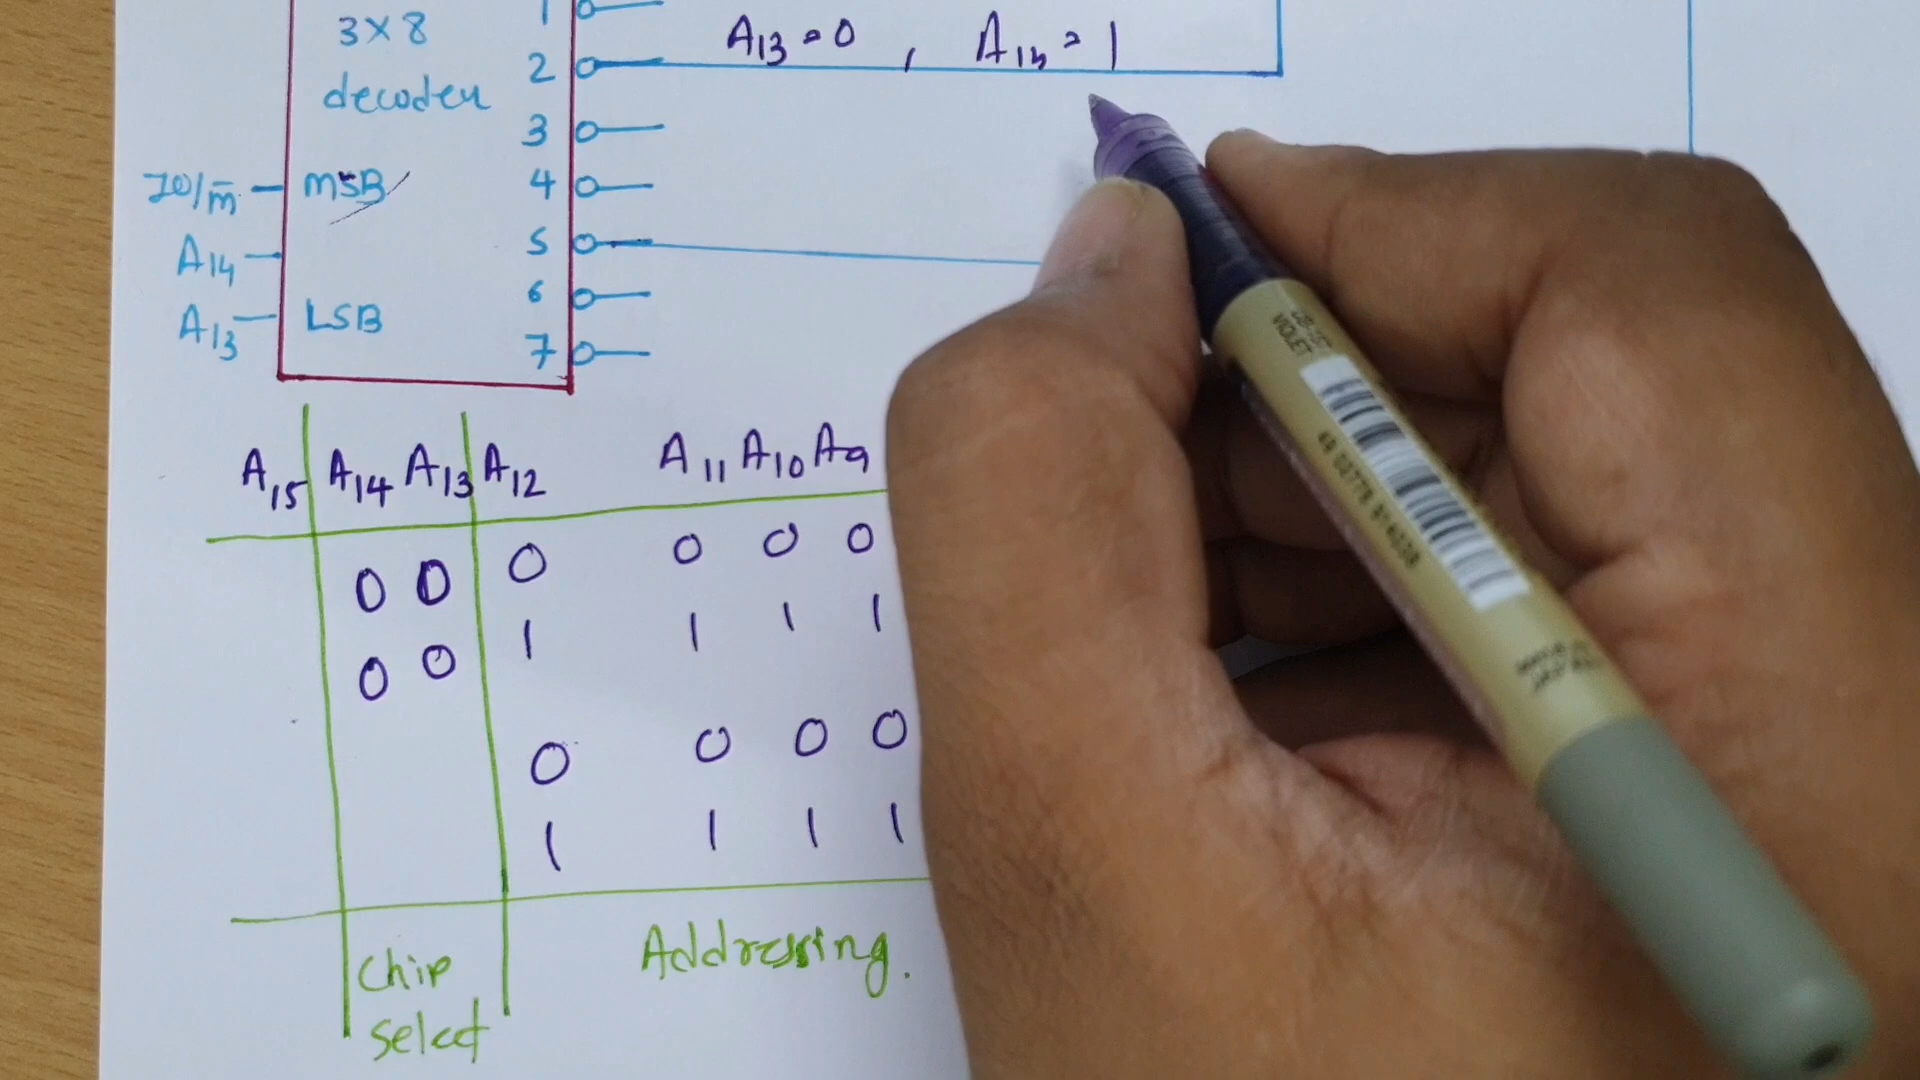 1
3X8
decoder
A13=0 , A14=1
2
3
IO/m̅ MSB 4
A14 5
6
A13 LSB
7
A15 A14 A13 A12 A11 A10 A9
0 0 0 0 0 0
0 0 1 1 1 1
0 0 0 0
1 1 1 1
Chip
select
Addressing.
VIOLET